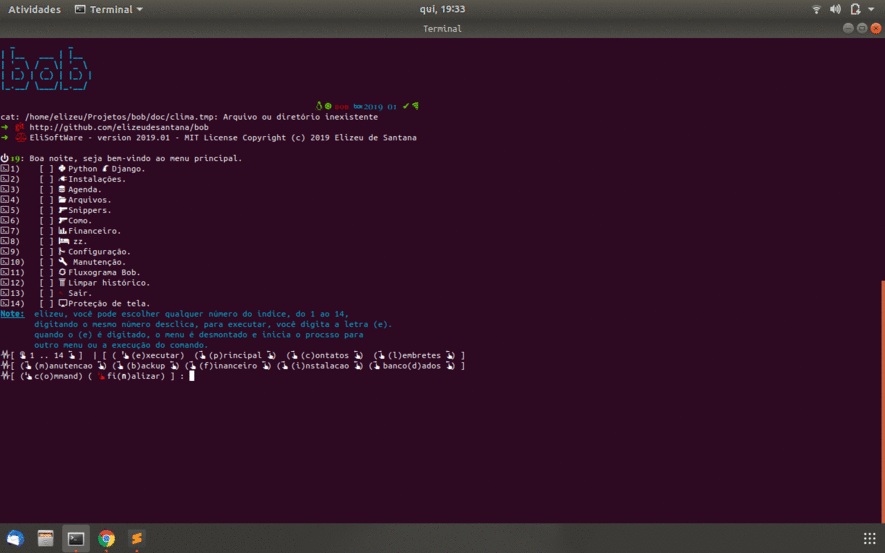 Atividades Terminal qui, 19:33
Terminal
bob
BOB 2019 01
cat: /home/elizeu/Projetos/bob/doc/clima.tmp: Arquivo ou diretório inexistente
git http://github.com/elizeudesantana/bob
EliSoftWare - version 2019.01 - MIT License Copyright (c) 2019 Elizeu de Santana
19: Boa noite, seja bem-vindo ao menu principal.
1) [ ] Python Django.
2) [ ] Instalações.
3) [ ] Agenda.
4) [ ] Arquivos.
5) [ ] Snippers.
6) [ ] Como.
7) [ ] Financeiro.
8) [ ] zz.
9) [ ] Configuração.
10) [ ] Manutenção.
11) [ ] Fluxograma Bob.
12) [ ] Limpar histórico.
13) [ ] Sair.
14) [ ] Proteção de tela.
Note: elizeu, você pode escolher qualquer número do indice, do 1 ao 14,
digitando o mesmo número desclica, para executar, você digita a letra (e).
quando o (e) é digitado, o menu é desmontado e inicia o procsso para
outro menu ou a execução do comando.
[ 1 .. 14 ] | [ ( (e)xecutar) ( (p)rincipal ) ( (c)ontatos ) ( (l)embretes ) ]
[ ( (m)anutencao ) ( (b)ackup ) ( (f)inanceiro ) ( (i)nstalacao ) ( banco(d)ados ) ]
[ ( c(o)mmand) ( fi(n)alizar) ] :